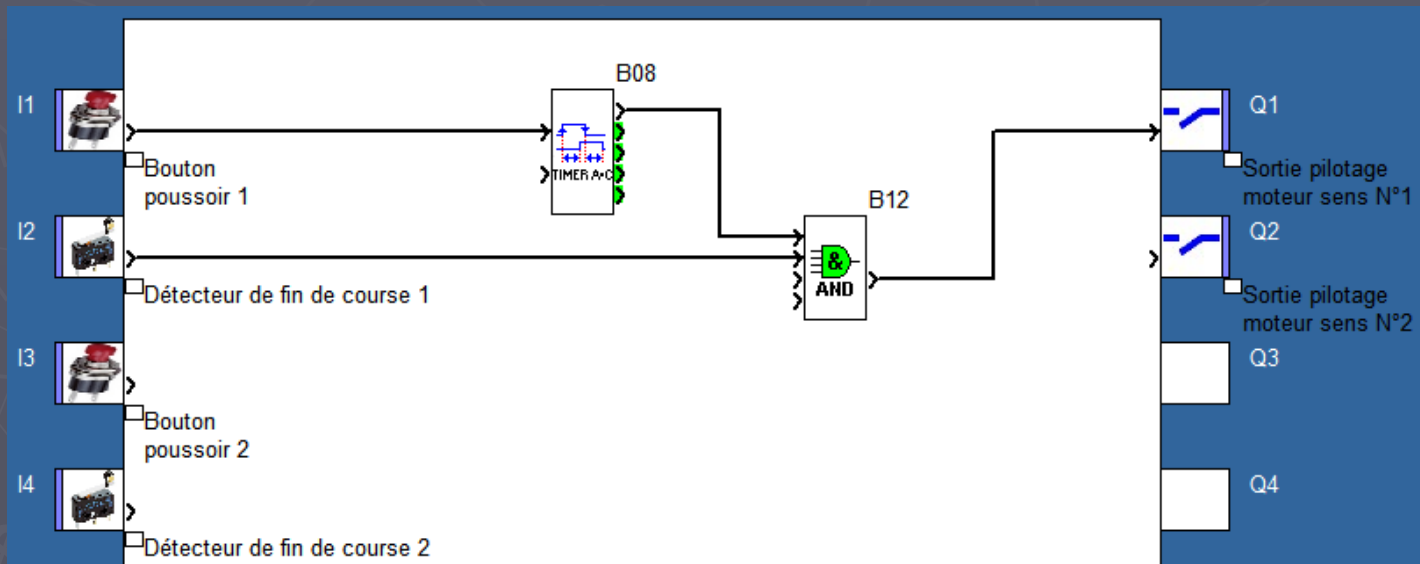 B08
I1
Q1
TIMER A•C
Bouton
poussoir 1
Sortie pilotage
moteur sens N°1
B12
I2
Q2
&
AND
Détecteur de fin de course 1
Sortie pilotage
moteur sens N°2
I3
Q3
Bouton
poussoir 2
I4
Q4
Détecteur de fin de course 2